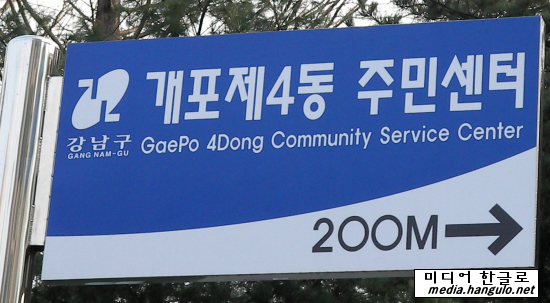 개포제4동 주민센터
강남구
GANG NAM-GU
GaePo 4Dong Community Service Center
200M →
미디어 한글로
media.hangulo.net